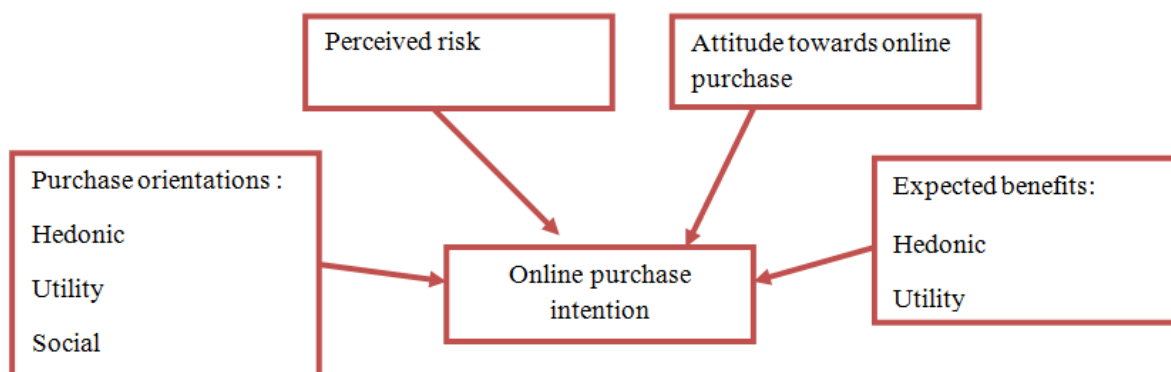 Perceived risk
Attitude towards online
purchase
Purchase orientations :
Hedonic
Utility
Social
Expected benefits:
Hedonic
Utility
Online purchase
intention